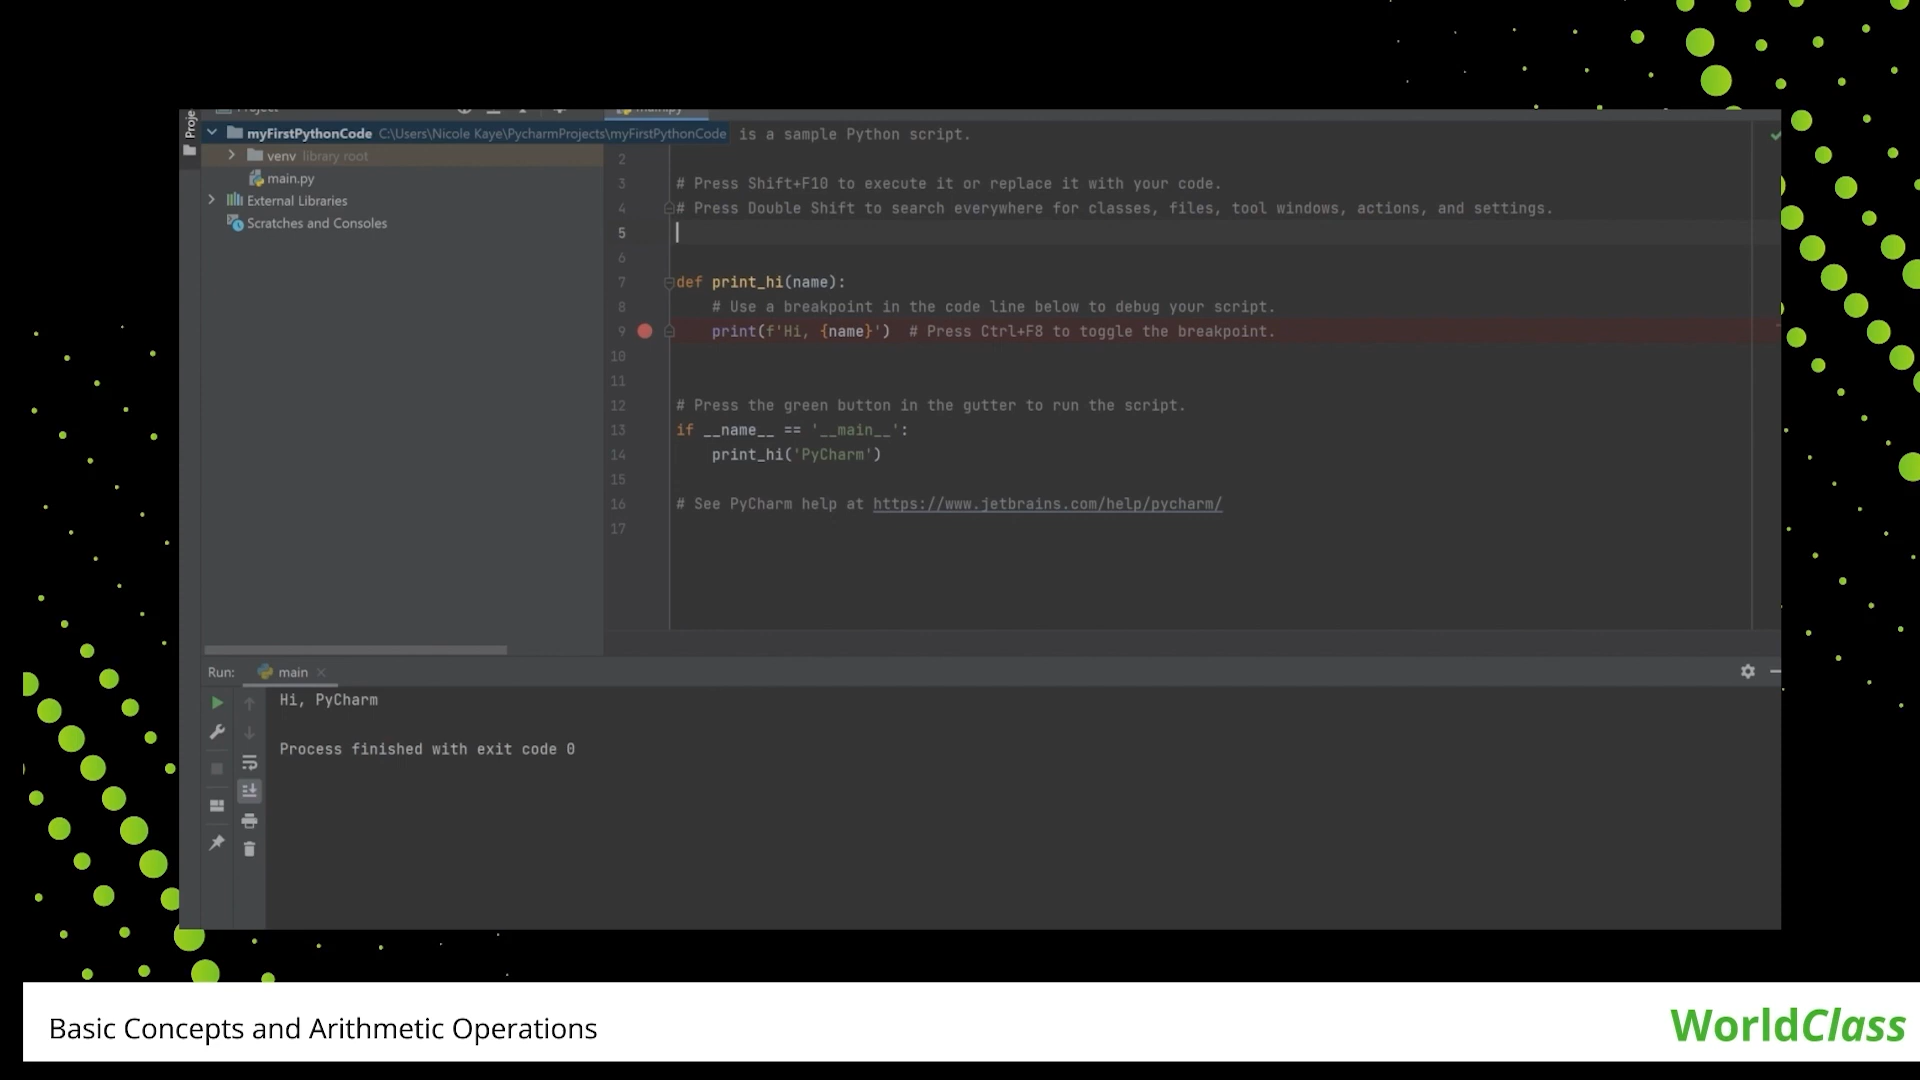 Project
main.py
Proje
myFirstPythonCode C:\Users\Nicole Kaye\PycharmProjects\myFirstPythonCode
is a sample Python script.
venv library root
main.py
External Libraries
Scratches and Consoles
2
3 # Press Shift+F10 to execute it or replace it with your code.
4 # Press Double Shift to search everywhere for classes, files, tool windows, actions, and settings.
5
6
7 def print_hi(name):
8 # Use a breakpoint in the code line below to debug your script.
9 print(f'Hi, {name}') # Press Ctrl+F8 to toggle the breakpoint.
10
11
12 # Press the green button in the gutter to run the script.
13 if __name__ == '__main__':
14 print_hi('PyCharm')
15
16 # See PyCharm help at https://www.jetbrains.com/help/pycharm/
17
Run: main
Hi, PyCharm
Process finished with exit code 0
Basic Concepts and Arithmetic Operations
WorldClass